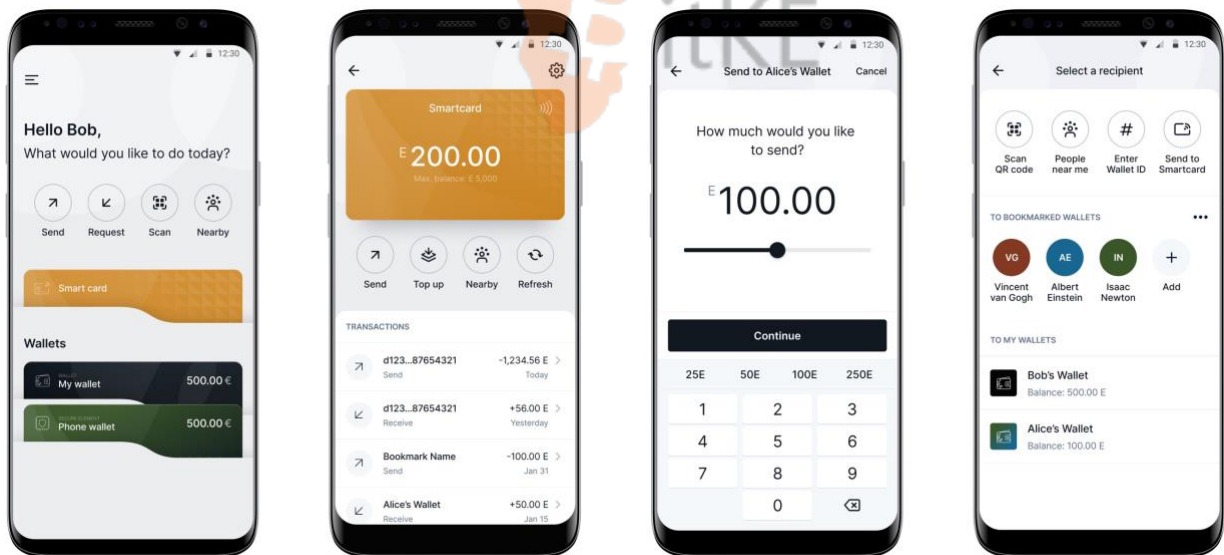 12:30
Hello Bob,
What would you like to do today?
Send Request Scan Nearby
Smart card
Wallets
WALLET
My wallet 500.00 €
SECURE ELEMENT
Phone wallet 500.00 €
12:30
Smartcard
E 200.00
Max. balance: E 5,000
Send Top up Nearby Refresh
TRANSACTIONS
d123...87654321 -1,234.56 E
Send Today
d123...87654321 +56.00 E
Receive Yesterday
Bookmark Name -100.00 E
Send Jan 31
Alice's Wallet +50.00 E
Receive Jan 15
itKE
12:30
Send to Alice's Wallet Cancel
How much would you like
to send?
E 100.00
Continue
25E 50E 100E 250E
1 2 3
4 5 6
7 8 9
0
12:30
Select a recipient
Scan
QR code
People
near me
Enter
Wallet ID
Send to
Smartcard
TO BOOKMARKED WALLETS
VG AE IN
Vincent
van Gogh
Albert
Einstein
Isaac
Newton
Add
TO MY WALLETS
Bob's Wallet
Balance: 500.00 E
Alice's Wallet
Balance: 100.00 E